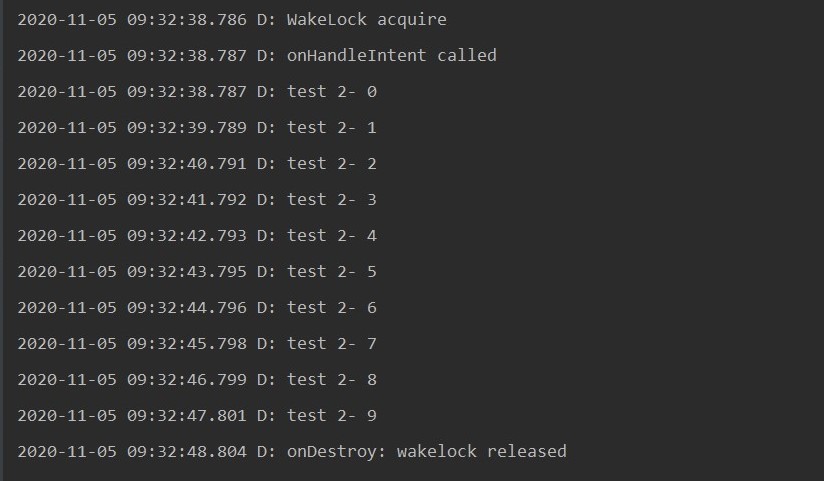 2020-11-05 09:32:38.786 D: WakeLock acquire
2020-11-05 09:32:38.787 D: onHandleIntent called
2020-11-05 09:32:38.787 D: test 2- 0
2020-11-05 09:32:39.789 D: test 2- 1
2020-11-05 09:32:40.791 D: test 2- 2
2020-11-05 09:32:41.792 D: test 2- 3
2020-11-05 09:32:42.793 D: test 2- 4
2020-11-05 09:32:43.795 D: test 2- 5
2020-11-05 09:32:44.796 D: test 2- 6
2020-11-05 09:32:45.798 D: test 2- 7
2020-11-05 09:32:46.799 D: test 2- 8
2020-11-05 09:32:47.801 D: test 2- 9
2020-11-05 09:32:48.804 D: onDestroy: wakelock released